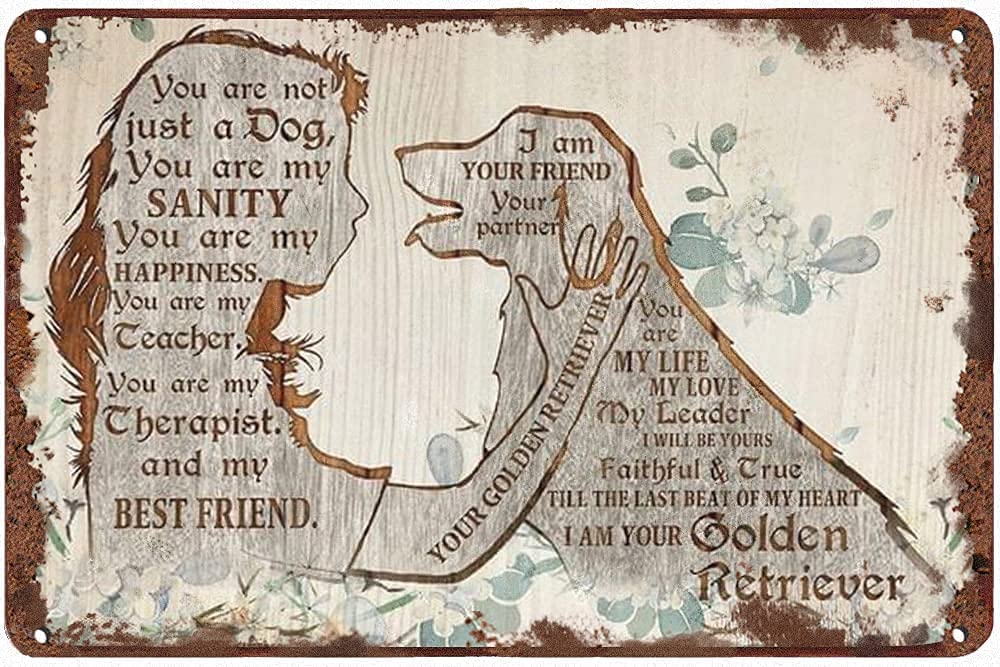 You are not
just a Dog,
You are my
SANITY
You are my
HAPPINESS.
You are my
Teacher.
You are my
Therapist.
and my
BEST FRIEND.
I am
YOUR FRIEND
Your
partner
YOUR GOLDEN RETRIEVER
You
are
MY LIFE
MY LOVE
My Leader
I WILL BE YOURS
Faithful & True
TILL THE LAST BEAT OF MY HEART
I AM YOUR Golden
Retriever